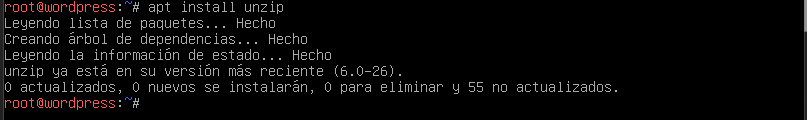 root@wordpress:~# apt install unzip
Leyendo lista de paquetes... Hecho
Creando árbol de dependencias... Hecho
Leyendo la información de estado... Hecho
unzip ya está en su versión más reciente (6.0-26).
0 actualizados, 0 nuevos se instalarán, 0 para eliminar y 55 no actualizados.
root@wordpress:~#